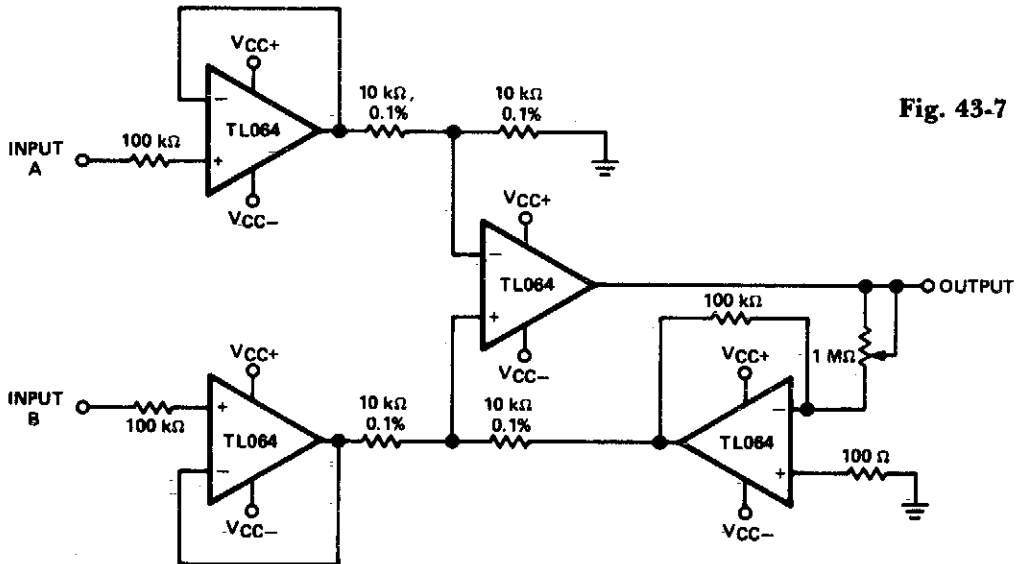 VCC+
TL064
VCC-
100 kΩ
INPUT
A
-
+
10 kΩ,
0.1%
10 kΩ
0.1%
Fig. 43-7
VCC+
TL064
VCC-
-
+
OUTPUT
1 MΩ
100 kΩ
VCC+
TL064
VCC-
-
+
100 Ω
INPUT
B
100 kΩ
VCC+
TL064
VCC-
+
-
10 kΩ
0.1%
10 kΩ
0.1%